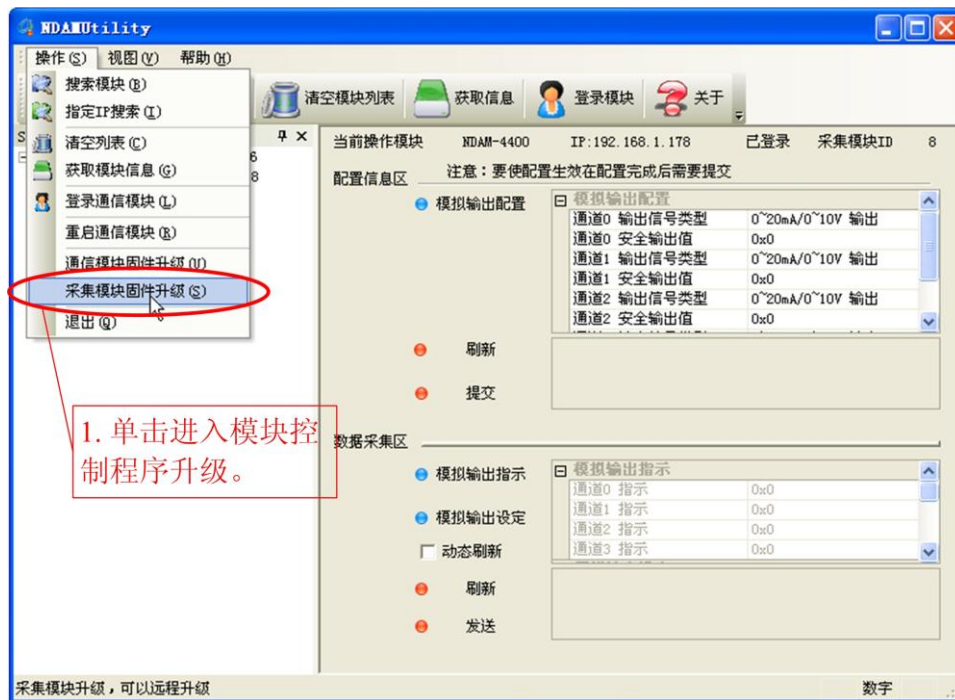 NDAMUtility
操作(S) 视图(V) 帮助(H)
搜索模块(B)
指定IP搜索(I)
清空列表(C)
获取模块信息(G)
登录通信模块(L)
重启通信模块(R)
通信模块固件升级(U)
采集模块固件升级(S)
退出(Q)
清空模块列表 获取信息 登录模块 关于
S
6
8
1. 单击进入模块控
制程序升级。
当前操作模块 NDAM-4400 IP:192.168.1.178 已登录 采集模块ID 8
配置信息区 注意：要使配置生效在配置完成后需要提交
模拟输出配置
模拟输出配置
通道0 输出信号类型 0~20mA/0~10V 输出
通道0 安全输出值 0x0
通道1 输出信号类型 0~20mA/0~10V 输出
通道1 安全输出值 0x0
通道2 输出信号类型 0~20mA/0~10V 输出
通道2 安全输出值 0x0
刷新
提交
数据采集区
模拟输出指示
模拟输出指示
通道0 指示 0x0
通道1 指示 0x0
通道2 指示 0x0
通道3 指示 0x0
模拟输出设定
动态刷新
刷新
发送
采集模块升级，可以远程升级 数字